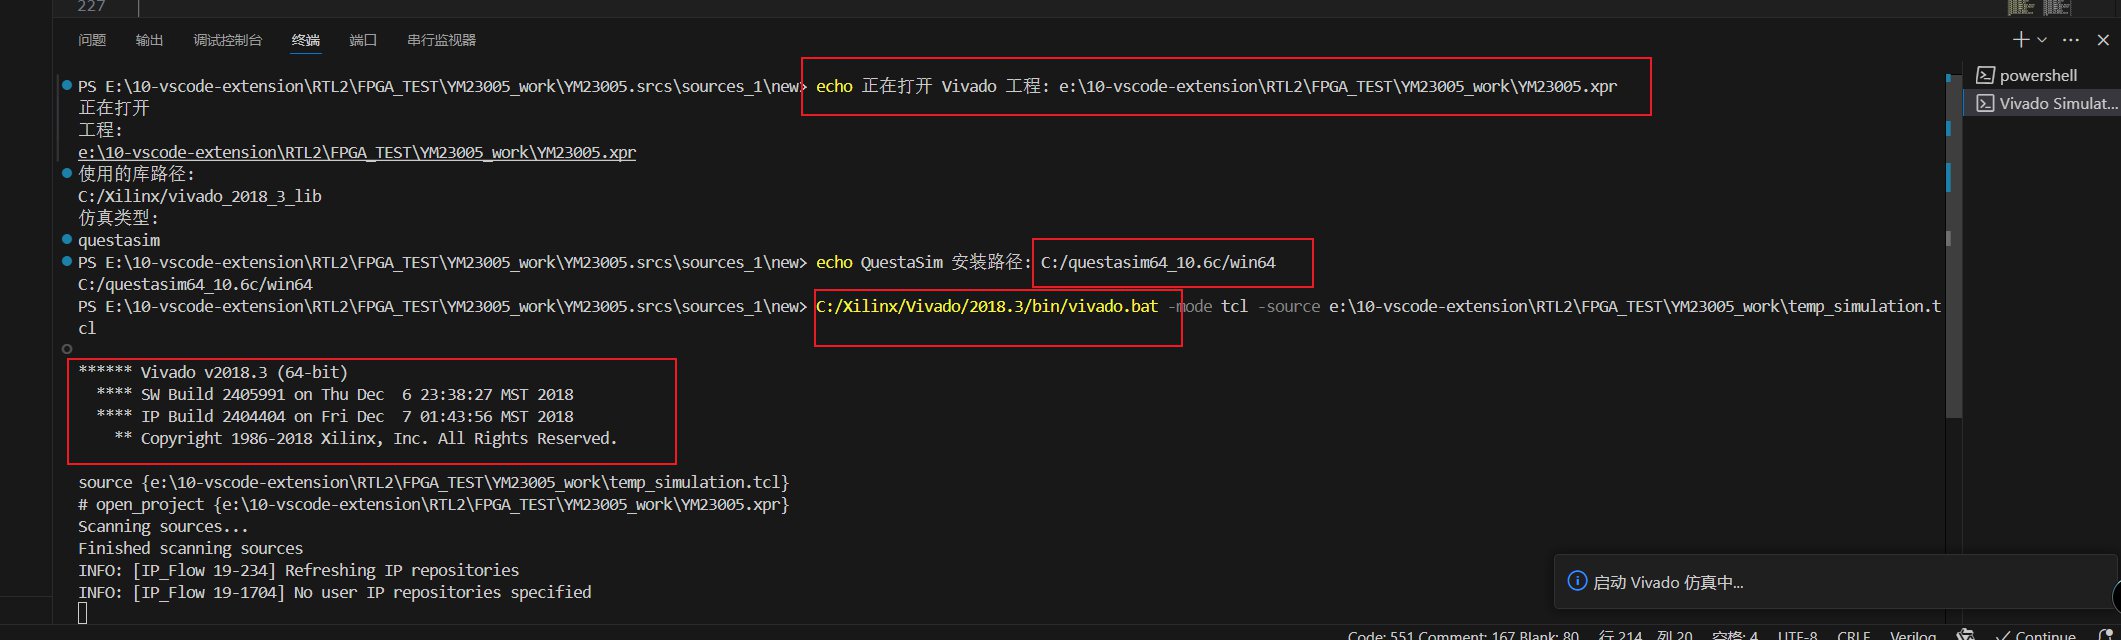 227
问题 输出 调试控制台 终端 端口 串行监视器
PS E:\10-vscode-extension\RTL2\FPGA_TEST\YM23005_work\YM23005.srcs\sources_1\new> echo 正在打开 Vivado 工程: e:\10-vscode-extension\RTL2\FPGA_TEST\YM23005_work\YM23005.xpr
正在打开
工程:
e:\10-vscode-extension\RTL2\FPGA_TEST\YM23005_work\YM23005.xpr
使用的库路径:
C:/Xilinx/vivado_2018_3_lib
仿真类型:
questasim
PS E:\10-vscode-extension\RTL2\FPGA_TEST\YM23005_work\YM23005.srcs\sources_1\new> echo QuestaSim 安装路径: C:/questasim64_10.6c/win64
C:/questasim64_10.6c/win64
PS E:\10-vscode-extension\RTL2\FPGA_TEST\YM23005_work\YM23005.srcs\sources_1\new> C:/Xilinx/Vivado/2018.3/bin/vivado.bat -mode tcl -source e:\10-vscode-extension\RTL2\FPGA_TEST\YM23005_work\temp_simulation.t
cl
****** Vivado v2018.3 (64-bit)
**** SW Build 2405991 on Thu Dec  6 23:38:27 MST 2018
**** IP Build 2404404 on Fri Dec  7 01:43:56 MST 2018
** Copyright 1986-2018 Xilinx, Inc. All Rights Reserved.
source {e:\10-vscode-extension\RTL2\FPGA_TEST\YM23005_work\temp_simulation.tcl}
# open_project {e:\10-vscode-extension\RTL2\FPGA_TEST\YM23005_work\YM23005.xpr}
Scanning sources...
Finished scanning sources
INFO: [IP_Flow 19-234] Refreshing IP repositories
INFO: [IP_Flow 19-1704] No user IP repositories specified
powershell
Vivado Simulat...
启动 Vivado 仿真中...
Code: 551 Comment: 167 Blank: 80 行 214, 列 20 空格: 4 UTF-8 CRLF Verilog Continue